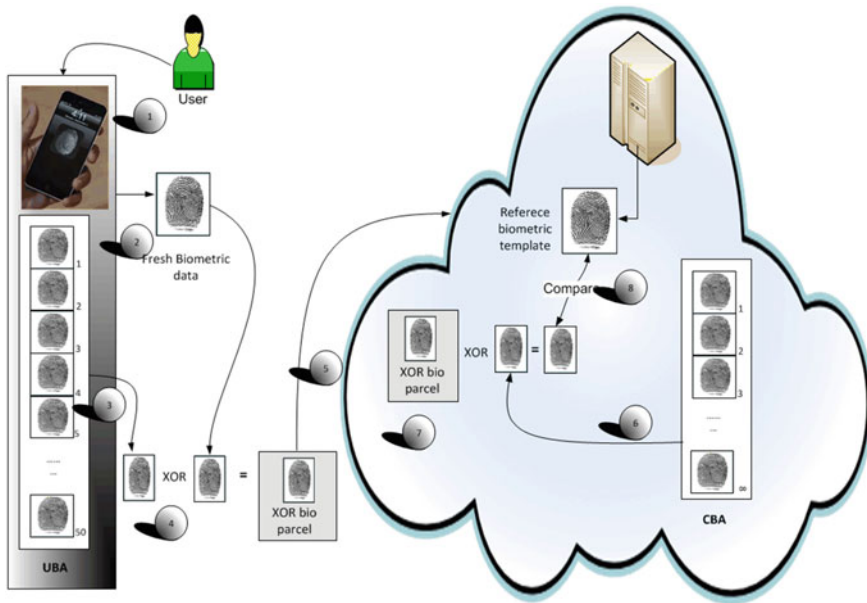 User
1
2
Fresh Biometric
data
1
2
3
4
5
........
...
50
UBA
3
XOR
=
4
XOR bio
parcel
5
Referece
biometric
template
Compare
8
XOR bio
parcel
XOR
=
7
6
1
2
3
........
...
∞
CBA